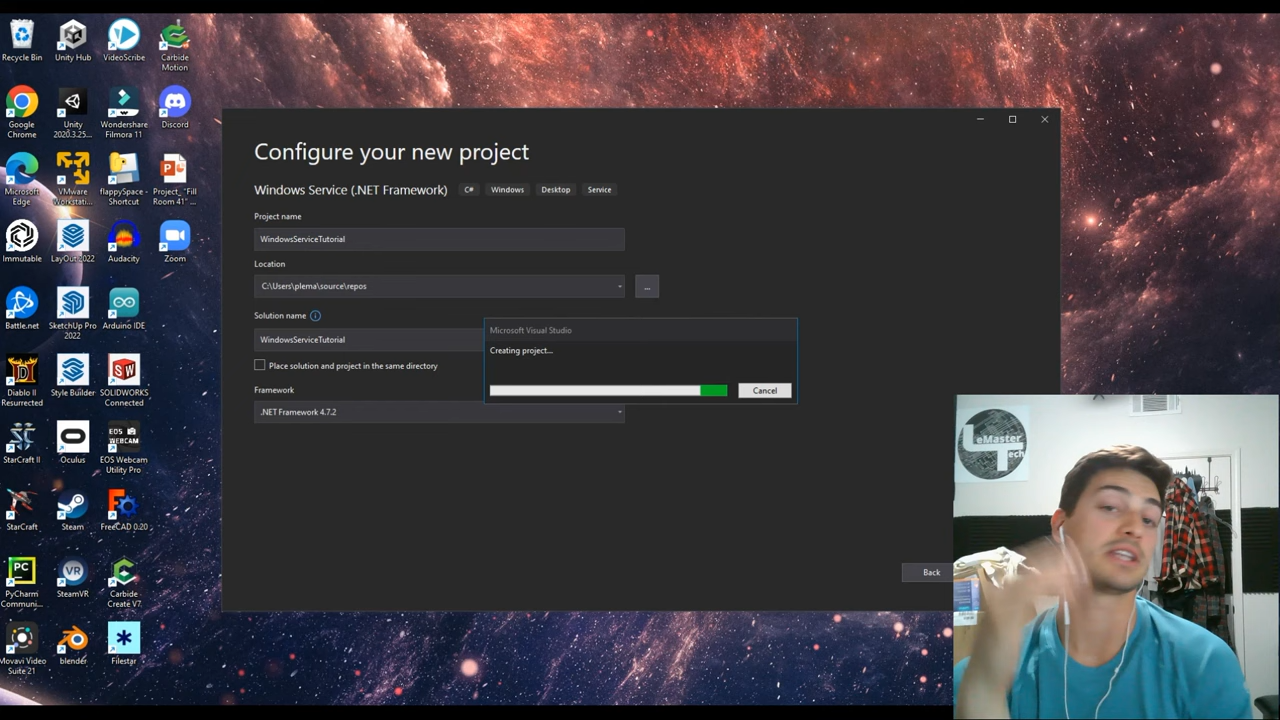 Recycle Bin
Unity Hub
VideoScribe
Carbide
Motion
Google
Chrome
Unity
2020.3.25...
Wondershare
Filmora 11
Discord
Microsoft
Edge
VMware
Workstati...
flappySpace -
Shortcut
Project_ "Fill
Room 41" ...
Immutable
LayOut 2022
Audacity
Zoom
Battle.net
SketchUp Pro
2022
Arduino IDE
Diablo II
Resurrected
Style Builder
SOLIDWORKS
Connected
StarCraft II
Oculus
EOS Webcam
Utility Pro
EOS
WEBCAM
StarCraft
Steam
FreeCAD 0.20
PyCharm
Communi...
SteamVR
Carbide
Create V7
Movavi Video
Suite 21
blender
Filestar
Configure your new project
Windows Service (.NET Framework) C# Windows Desktop Service
Project name
WindowsServiceTutorial
Location
C:\Users\plema\source\repos
...
Solution name
WindowsServiceTutorial
Place solution and project in the same directory
Framework
.NET Framework 4.7.2
Microsoft Visual Studio
Creating project...
Cancel
Back
LeMaster
Tech